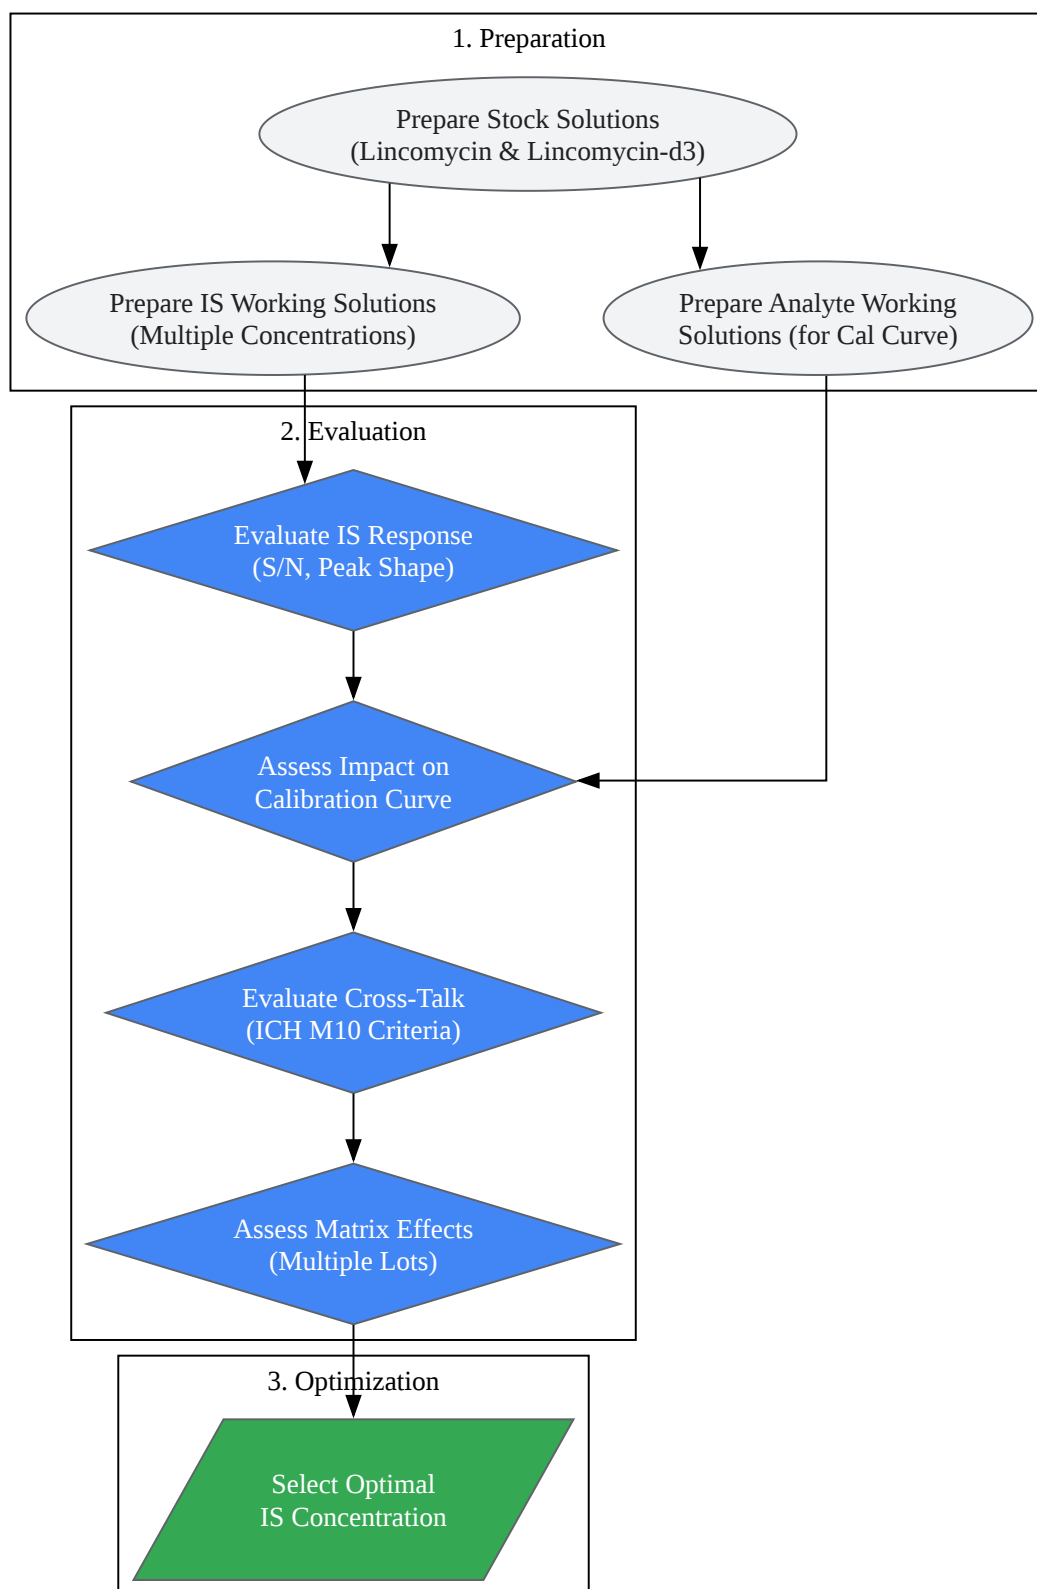 1. Preparation
Prepare Stock Solutions
(Lincomycin & Lincomycin-d3)
Prepare IS Working Solutions
(Multiple Concentrations)
Prepare Analyte Working
Solutions (for Cal Curve)
2. Evaluation
Evaluate IS Response
(S/N, Peak Shape)
Assess Impact on
Calibration Curve
Evaluate Cross-Talk
(ICH M10 Criteria)
Assess Matrix Effects
(Multiple Lots)
3. Optimization
Select Optimal
IS Concentration